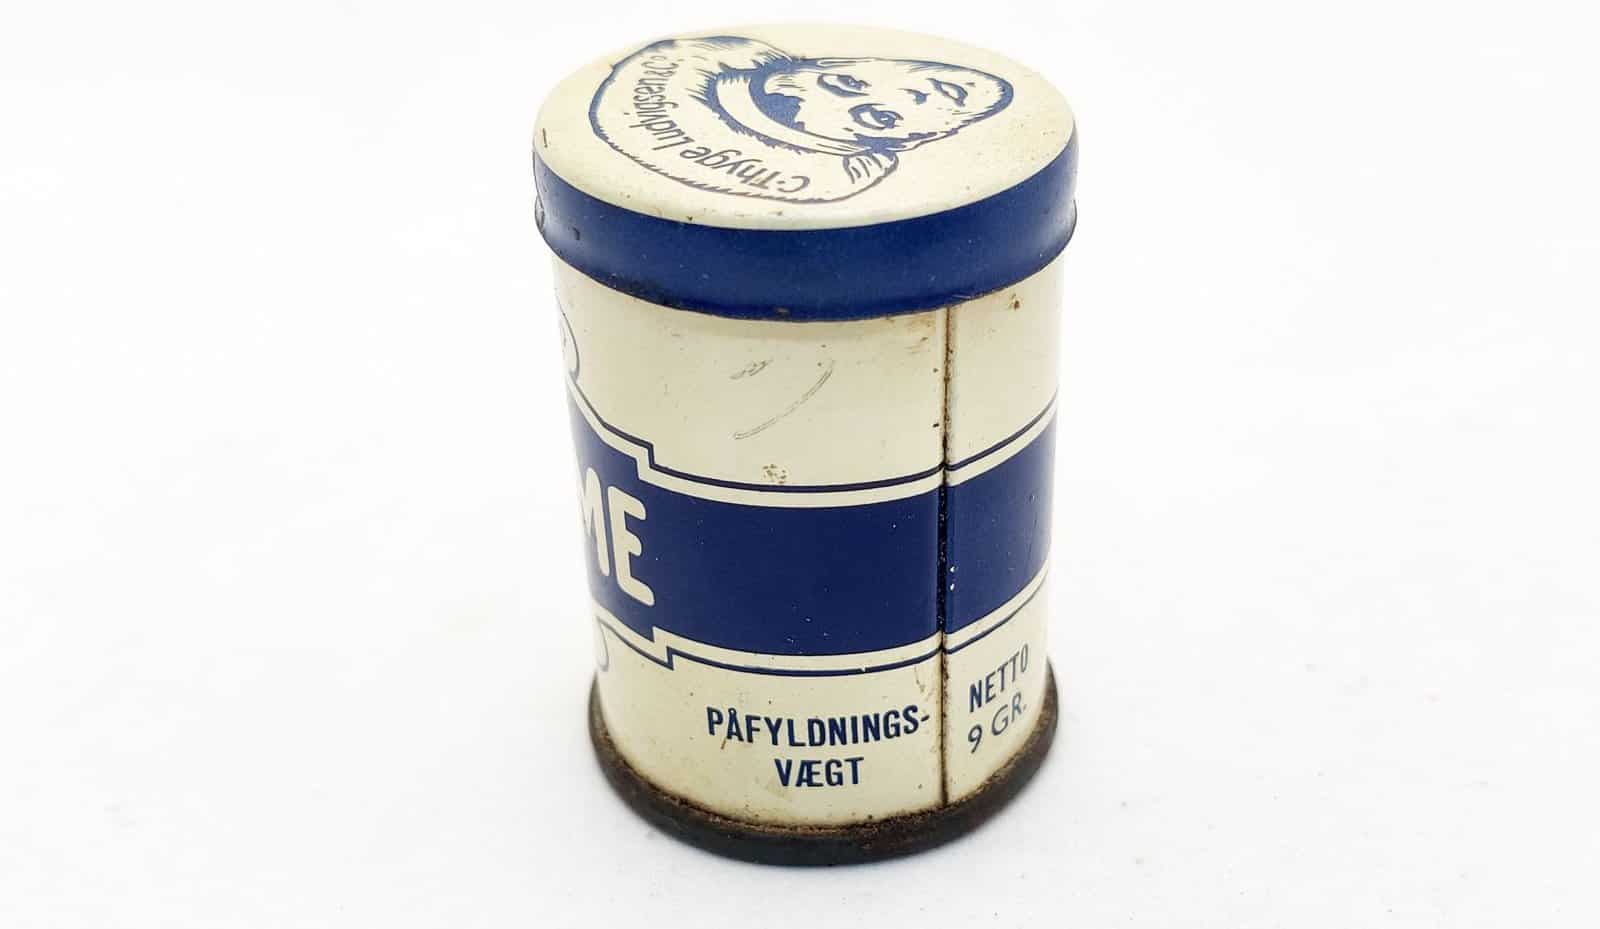 C. Thyge Ludvigsen & Co
ME
PÅFYLDNINGS-
VÆGT
NETTO
9 GR.